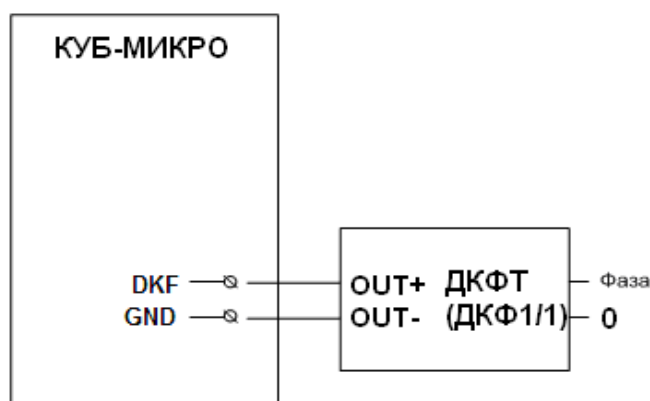 КУБ-МИКРО
DKF OUT+ ДКФТ Фаза
GND OUT- (ДКФ1/1) 0